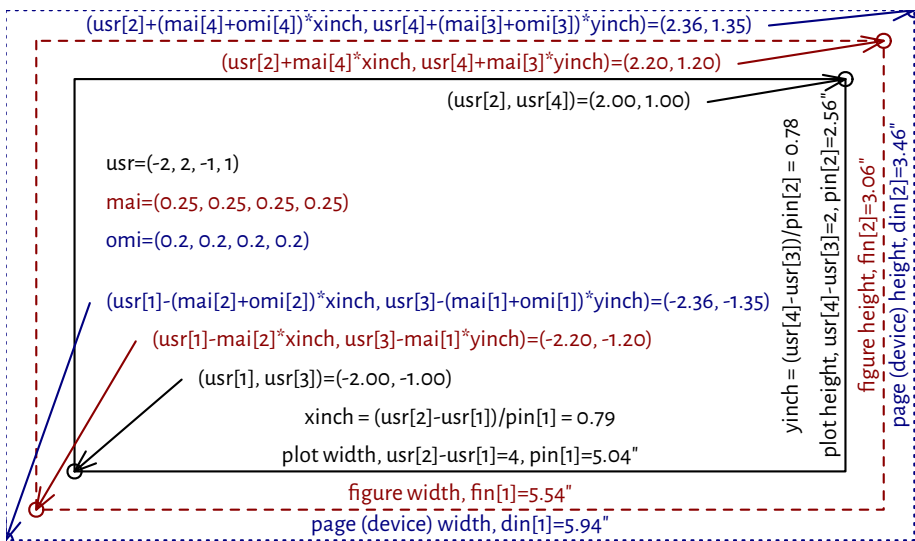 (usr[2]+(mai[4]+omi[4])*xinch, usr[4]+(mai[3]+omi[3])*yinch)=(2.36, 1.35)
(usr[2]+mai[4]*xinch, usr[4]+mai[3]*yinch)=(2.20, 1.20)
(usr[2], usr[4])=(2.00, 1.00)
usr=(-2, 2, -1, 1)
mai=(0.25, 0.25, 0.25, 0.25)
omi=(0.2, 0.2, 0.2, 0.2)
(usr[1]-(mai[2]+omi[2])*xinch, usr[3]-(mai[1]+omi[1])*yinch)=(-2.36, -1.35)
(usr[1]-mai[2]*xinch, usr[3]-mai[1]*yinch)=(-2.20, -1.20)
(usr[1], usr[3])=(-2.00, -1.00)
xinch = (usr[2]-usr[1])/pin[1] = 0.79
plot width, usr[2]-usr[1]=4, pin[1]=5.04"
figure width, fin[1]=5.54"
page (device) width, din[1]=5.94"
yinch = (usr[4]-usr[3])/pin[2] = 0.78
plot height, usr[4]-usr[3]=2, pin[2]=2.56"
figure height, fin[2]=3.06"
page (device) height, din[2]=3.46"